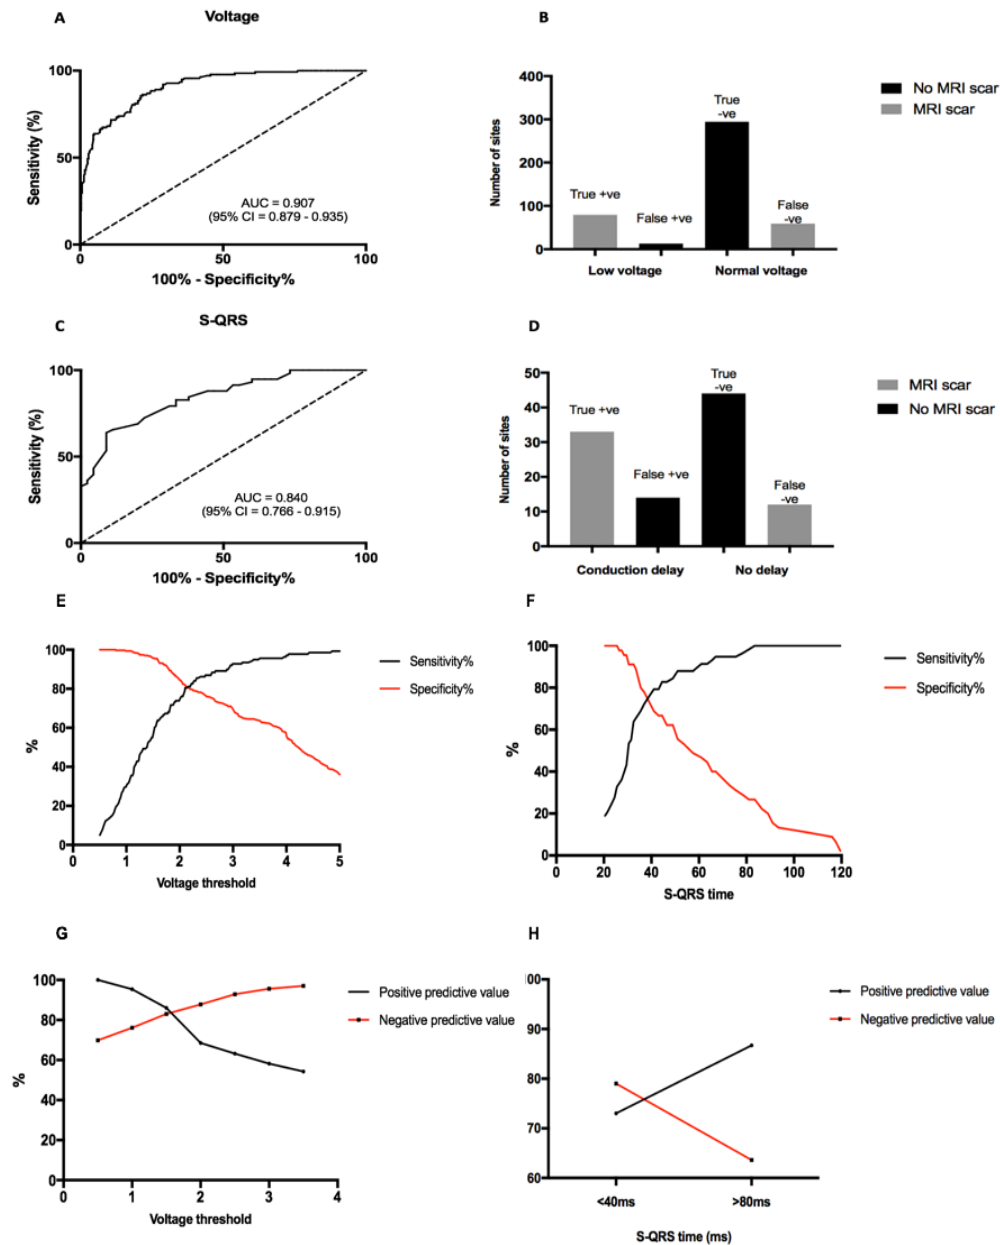 A
Voltage
100
50
0
0
50
100
Sensitivity (%)
AUC = 0.907
(95% CI = 0.879 - 0.935)
100% - Specificity%
B
400
300
200
100
0
Number of sites
True +ve
False +ve
True
-ve
False
-ve
Low voltage
Normal voltage
No MRI scar
MRI scar
C
S-QRS
100
50
0
0
50
100
Sensitivity (%)
AUC = 0.840
(95% CI = 0.766 - 0.915)
100% - Specificity%
D
50
40
30
20
10
0
Number of sites
True +ve
False +ve
True
-ve
False
-ve
Conduction delay
No delay
MRI scar
No MRI scar
E
100
80
60
40
20
0
%
0 1 2 3 4 5
Voltage threshold
Sensitivity%
Specificity%
F
100
80
60
40
20
0
%
0 20 40 60 80 100 120
S-QRS time
Sensitivity%
Specificity%
G
100
80
60
40
20
0
%
0 1 2 3 4
Voltage threshold
Positive predictive value
Negative predictive value
H
00
90
80
70
60
<40ms
>80ms
S-QRS time (ms)
Positive predictive value
Negative predictive value